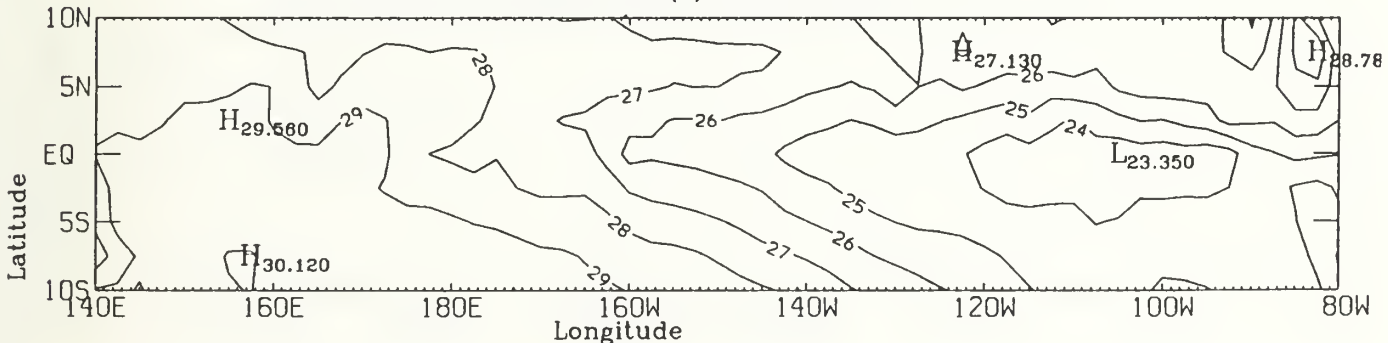 10N
H27.130 H28.78
28 26
5N
27
H29.560 29 26 25
24
EQ L23.350
25
5S
28 26
27
H30.120
29
10S
140E 160E 180E 160W 140W 120W 100W 80W
Longitude
Latitude